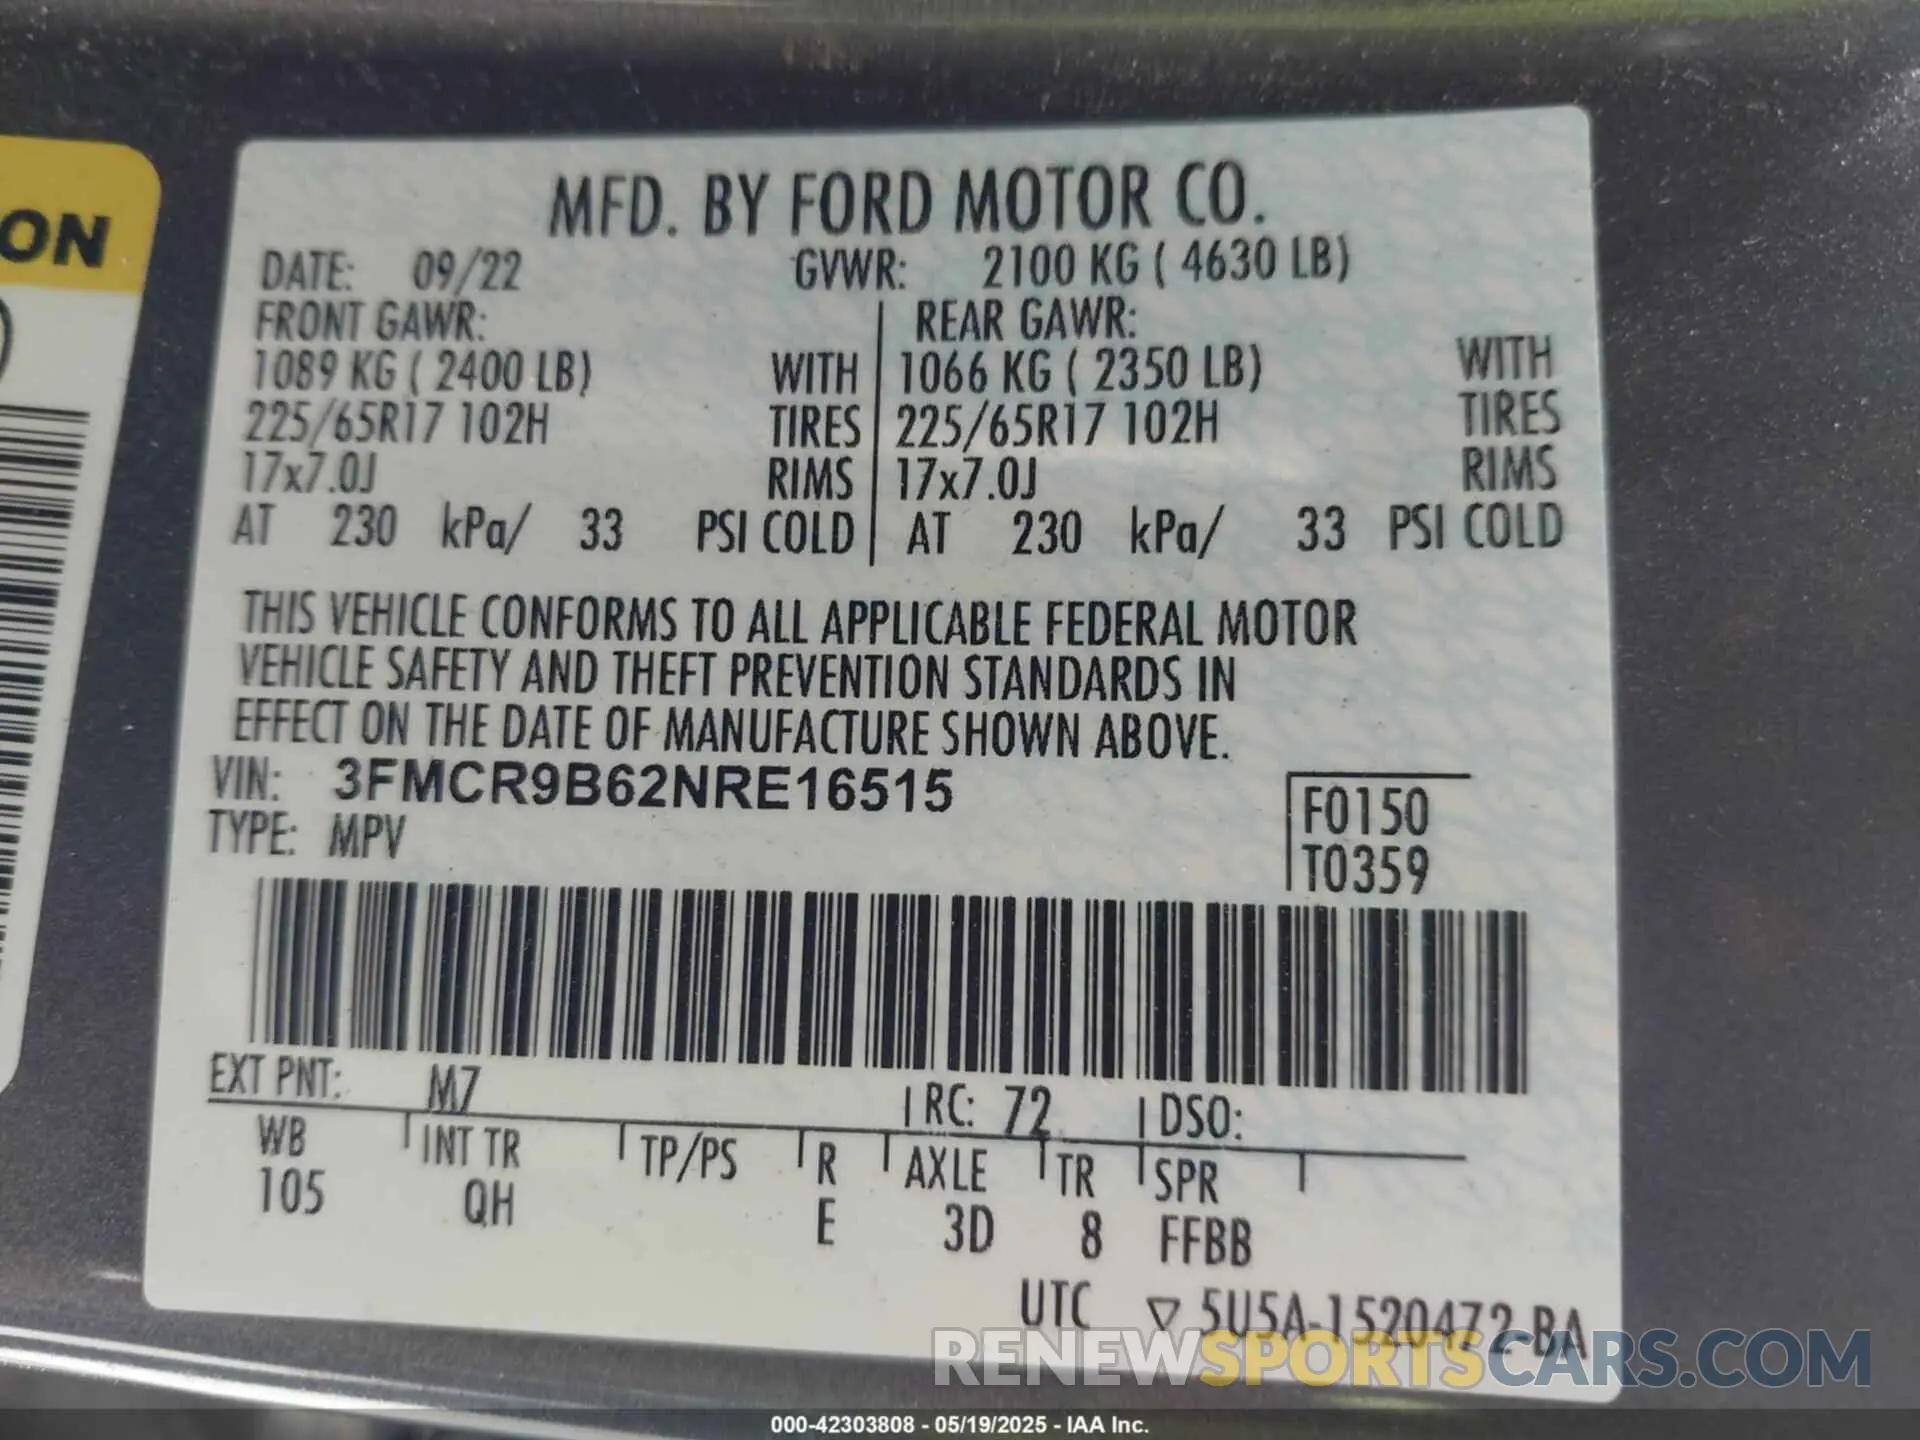 ON
MFD. BY FORD MOTOR CO.
DATE: 09/22 GVWR: 2100 KG ( 4630 LB)
FRONT GAWR: REAR GAWR:
1089 KG ( 2400 LB) WITH 1066 KG ( 2350 LB) WITH
225/65R17 102H TIRES 225/65R17 102H TIRES
17x7.0J RIMS 17x7.0J RIMS
AT 230 kPa/ 33 PSI COLD AT 230 kPa/ 33 PSI COLD
THIS VEHICLE CONFORMS TO ALL APPLICABLE FEDERAL MOTOR
VEHICLE SAFETY AND THEFT PREVENTION STANDARDS IN
EFFECT ON THE DATE OF MANUFACTURE SHOWN ABOVE.
VIN: 3FMCR9B62NRE16515
TYPE: MPV
F0150
T0359
EXT PNT: M7 RC: 72 DSO:
WB INT TR TP/PS R AXLE TR SPR
105 QH E 3D 8 FFBB
UTC ▽ 5U5A-1520472-BA
RENEWSPORTSCARS.COM
000-42303808 - 05/19/2025 - IAA Inc.